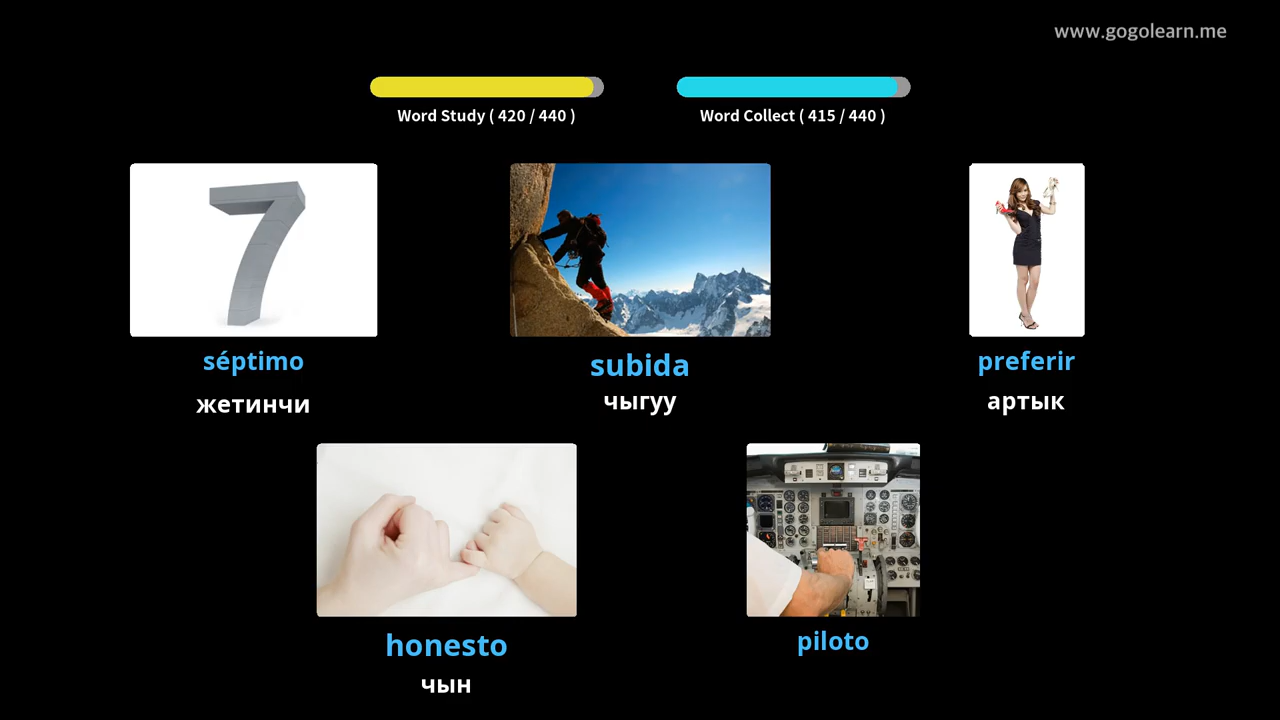 www.gogolearn.me
Word Study ( 420 / 440 )
Word Collect ( 415 / 440 )
séptimo
жетинчи
subida
чыгуу
preferir
артык
honesto
чын
piloto